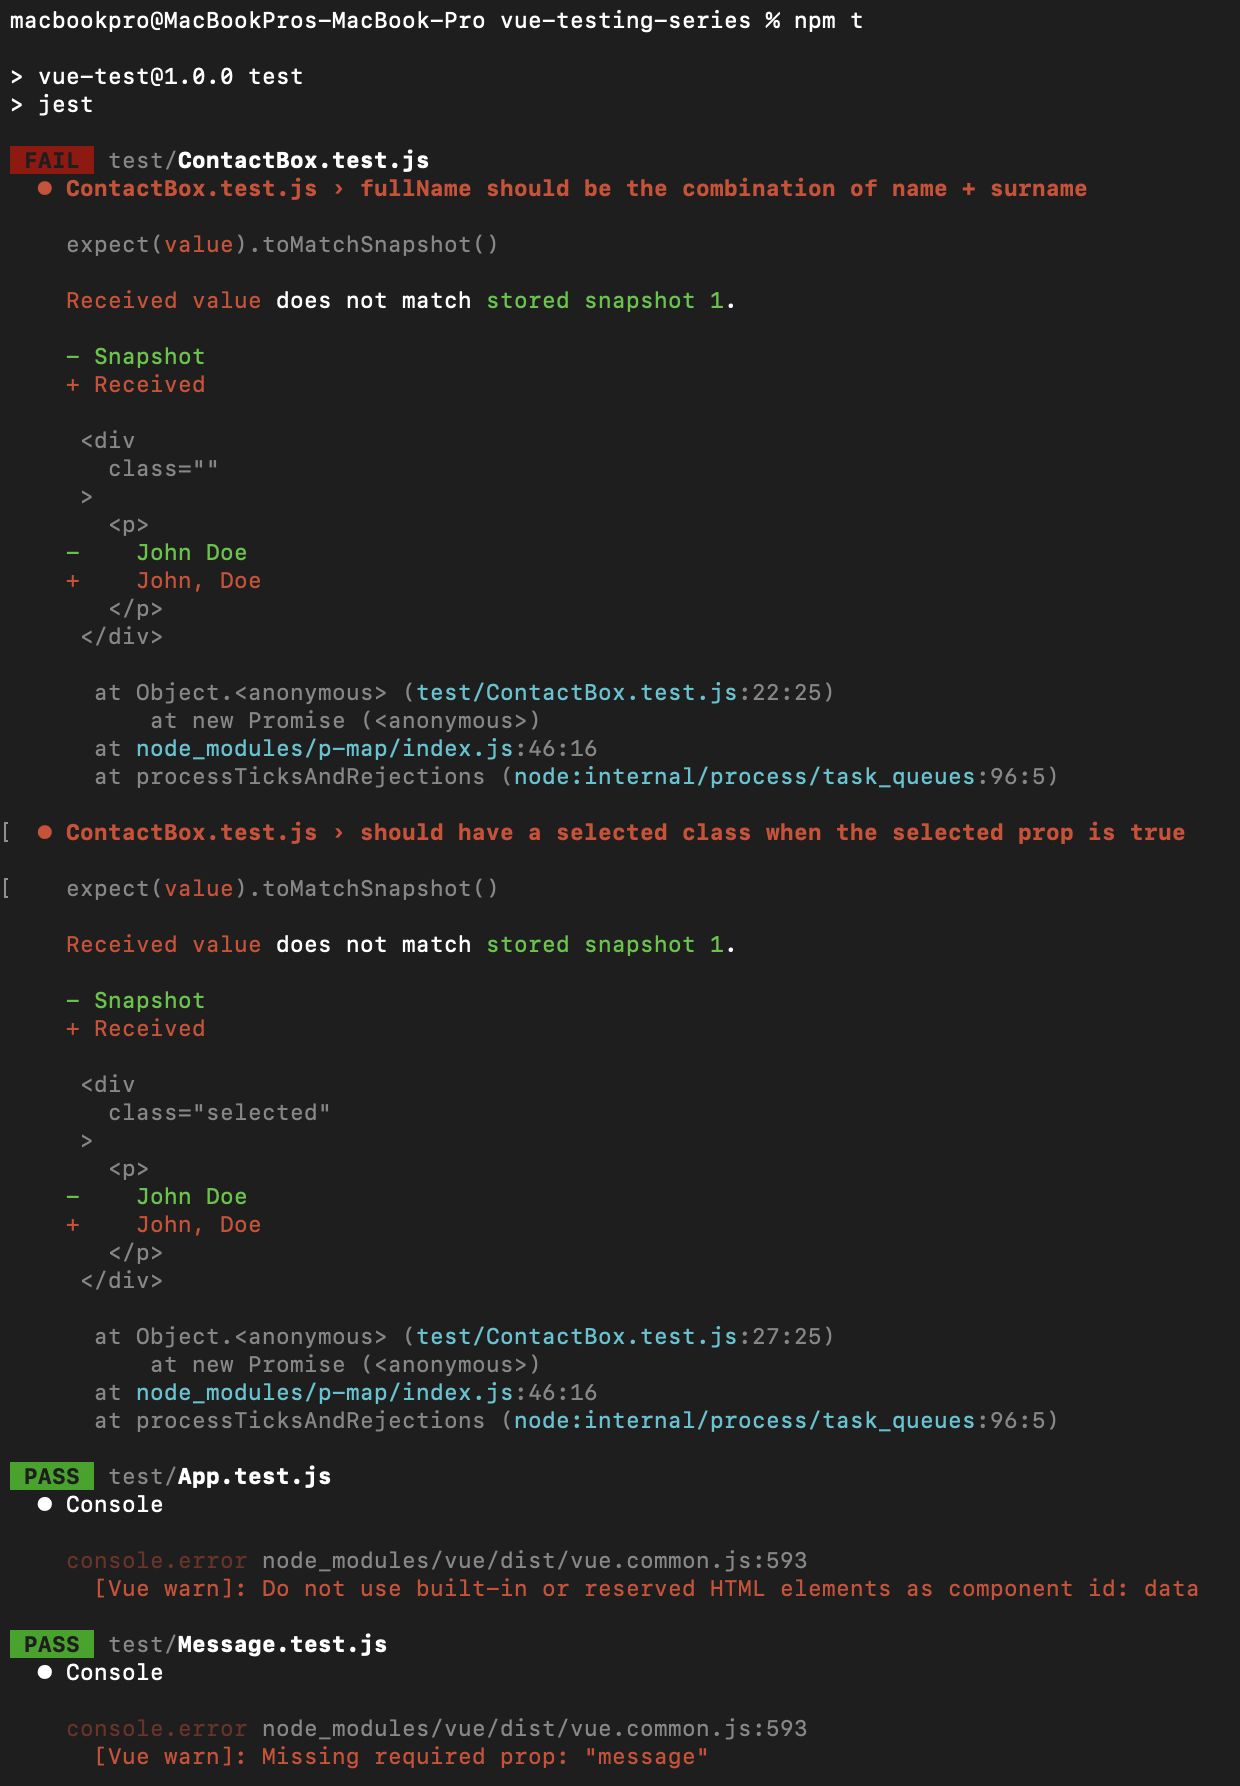 macbookpro@MacBookPros-MacBook-Pro vue-testing-series % npm t
> vue-test@1.0.0 test
> jest
FAIL test/ContactBox.test.js
● ContactBox.test.js › fullName should be the combination of name + surname
expect(value).toMatchSnapshot()
Received value does not match stored snapshot 1.
- Snapshot
+ Received
<div
class=""
>
<p>
- John Doe
+ John, Doe
</p>
</div>
at Object.<anonymous> (test/ContactBox.test.js:22:25)
at new Promise (<anonymous>)
at node_modules/p-map/index.js:46:16
at processTicksAndRejections (node:internal/process/task_queues:96:5)
[ ● ContactBox.test.js › should have a selected class when the selected prop is true
[ expect(value).toMatchSnapshot()
Received value does not match stored snapshot 1.
- Snapshot
+ Received
<div
class="selected"
>
<p>
- John Doe
+ John, Doe
</p>
</div>
at Object.<anonymous> (test/ContactBox.test.js:27:25)
at new Promise (<anonymous>)
at node_modules/p-map/index.js:46:16
at processTicksAndRejections (node:internal/process/task_queues:96:5)
PASS test/App.test.js
● Console
console.error node_modules/vue/dist/vue.common.js:593
[Vue warn]: Do not use built-in or reserved HTML elements as component id: data
PASS test/Message.test.js
● Console
console.error node_modules/vue/dist/vue.common.js:593
[Vue warn]: Missing required prop: "message"